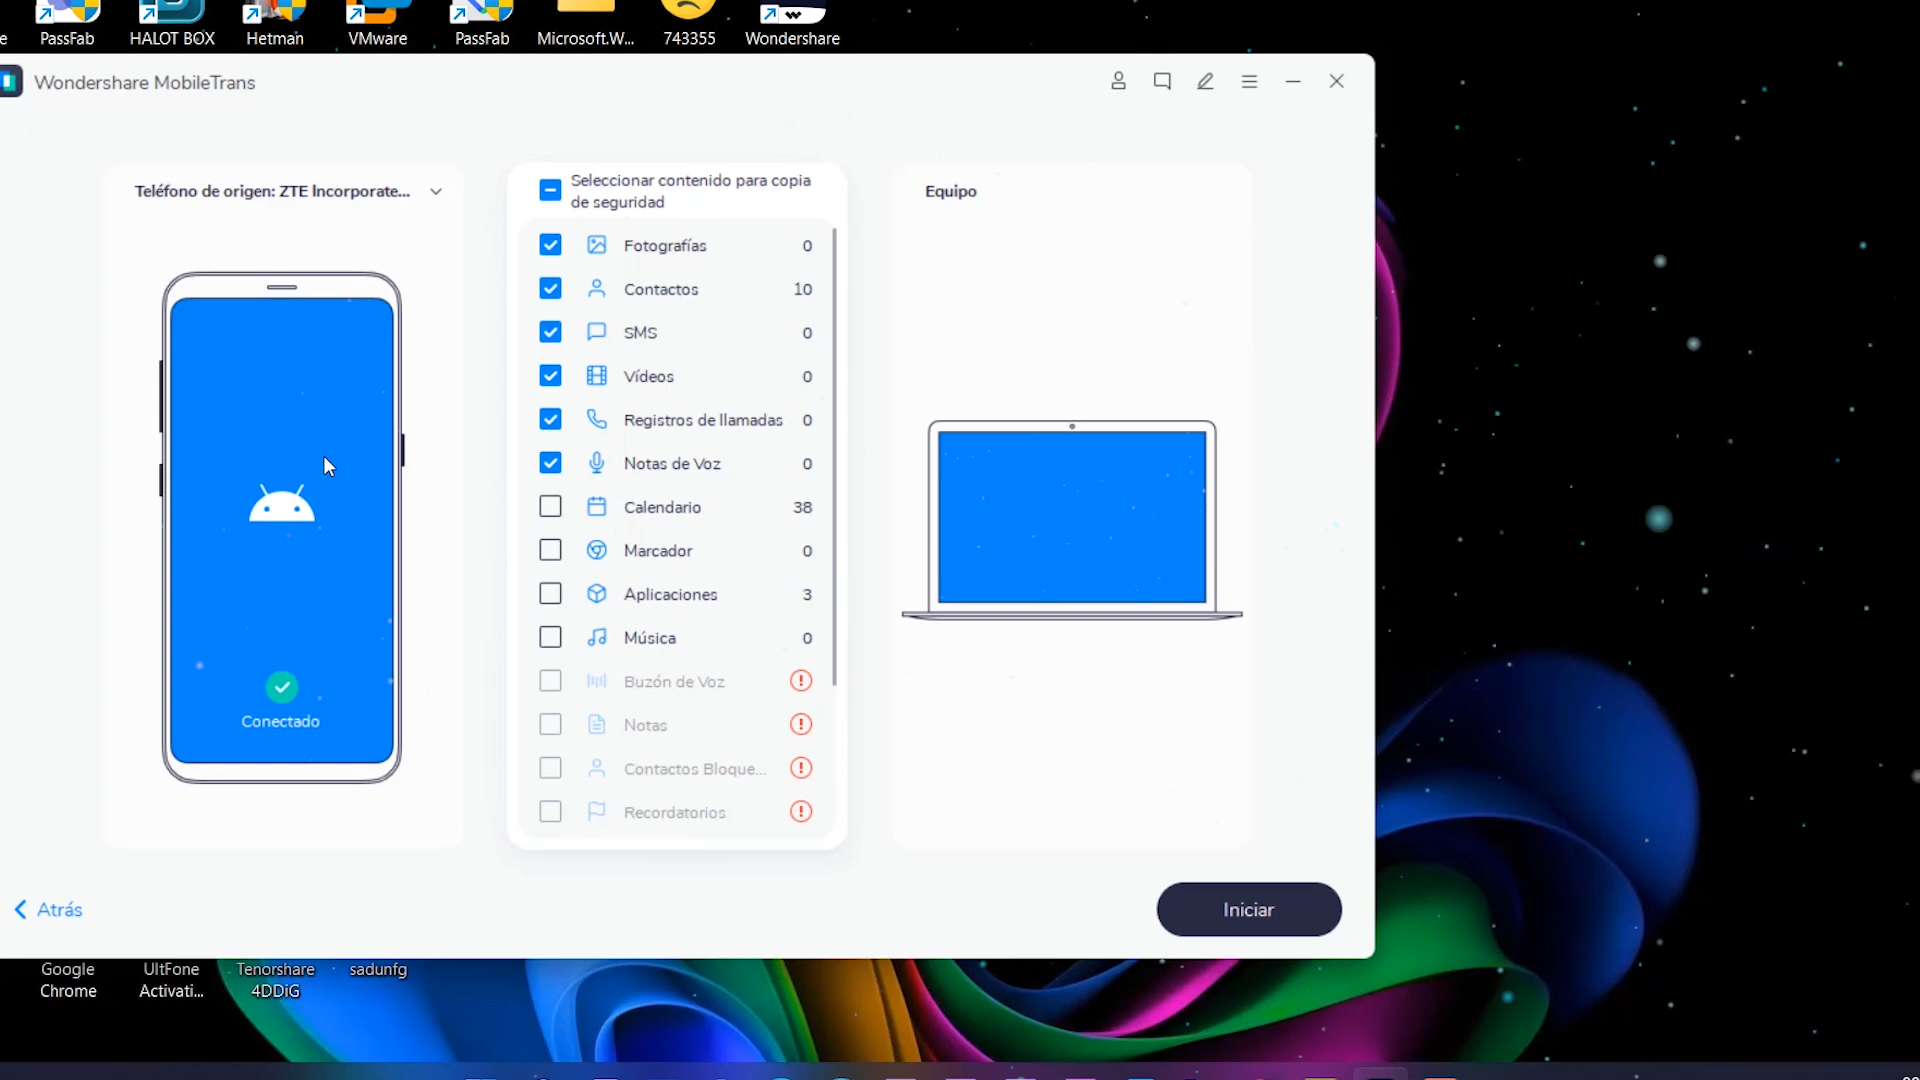 PassFab
HALOT BOX
Hetman
VMware
PassFab
Microsoft.W...
743355
Wondershare
Wondershare MobileTrans
Teléfono de origen: ZTE Incorporate...
Seleccionar contenido para copia
de seguridad
Equipo
Fotografías 0
Contactos 10
SMS 0
Vídeos 0
Registros de llamadas 0
Notas de Voz 0
Calendario 38
Marcador 0
Aplicaciones 3
Música 0
Buzón de Voz
Notas
Contactos Bloque...
Recordatorios
Conectado
Atrás
Iniciar
Google
Chrome
UltFone
Activati...
Tenorshare
4DDiG
sadunfg